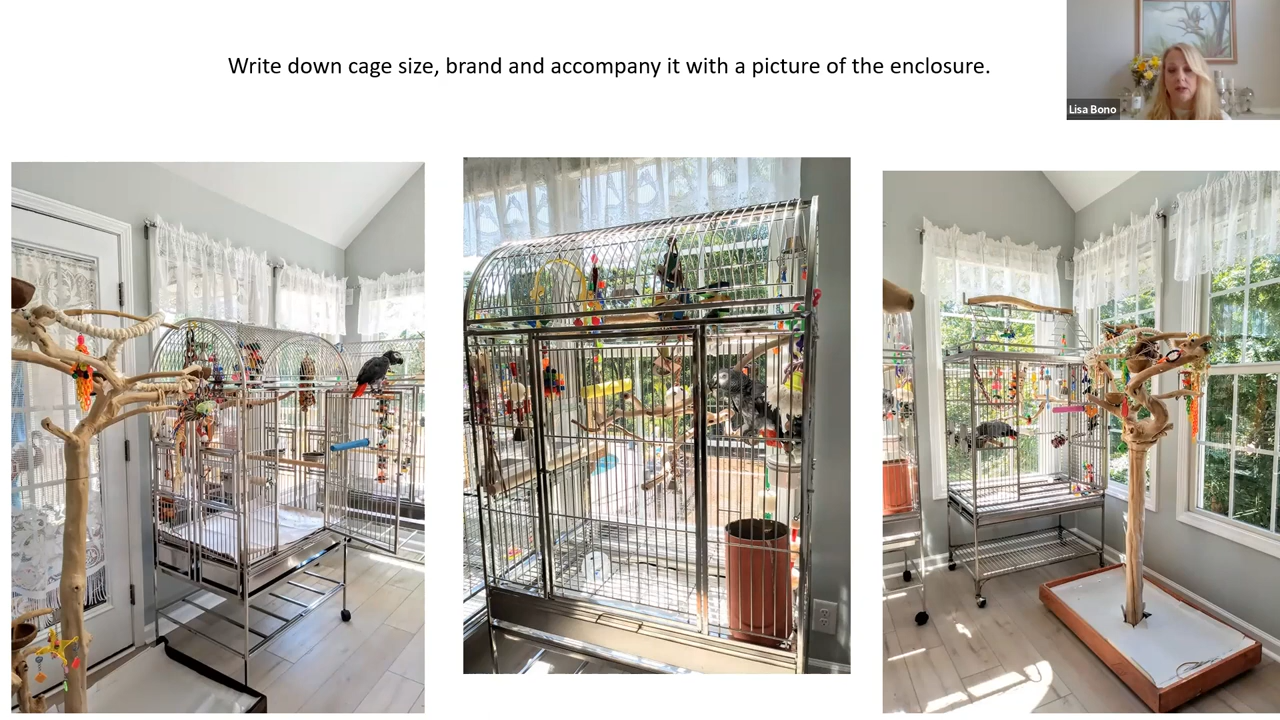 Write down cage size, brand and accompany it with a picture of the enclosure.
Lisa Bono